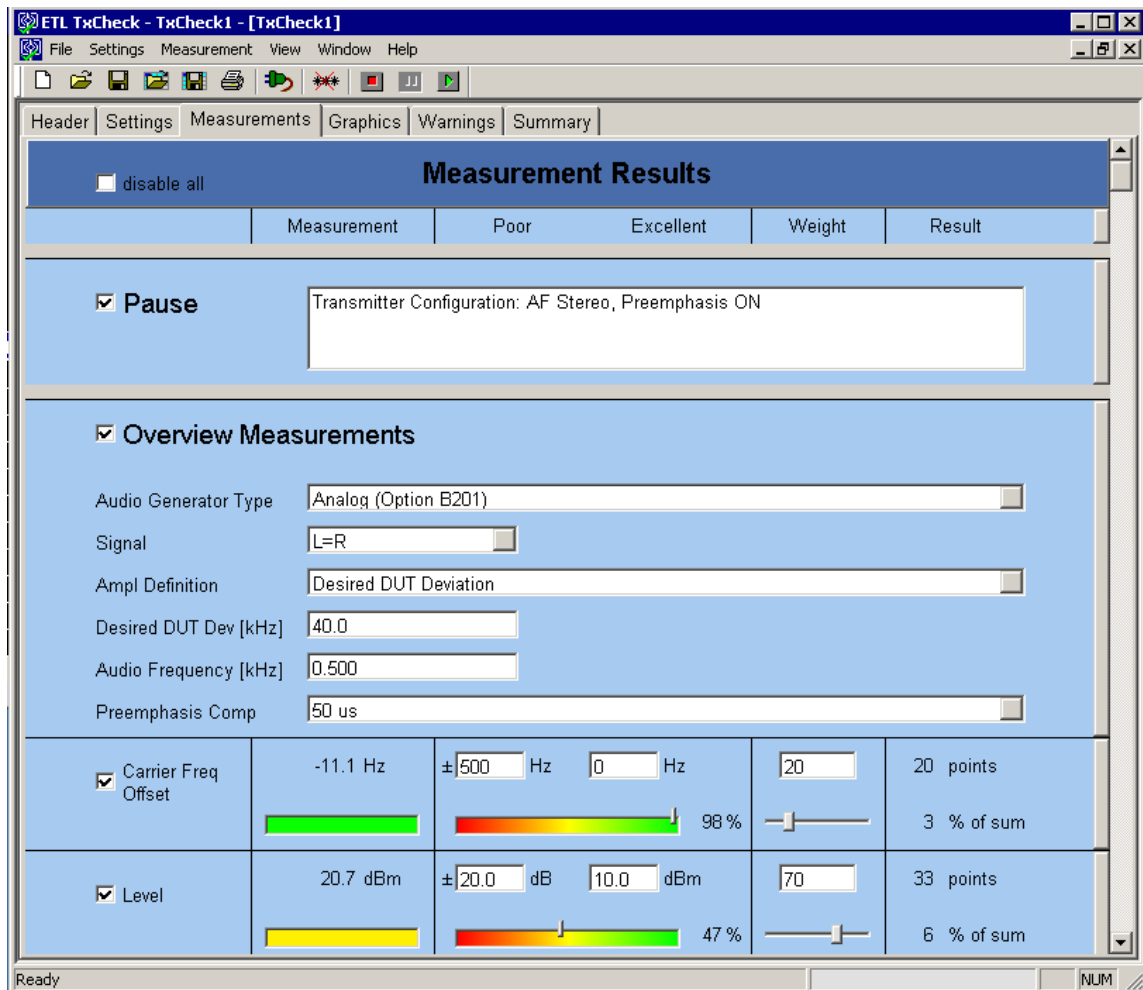 ETL TxCheck - TxCheck1 - [TxCheck1]
File Settings Measurement View Window Help
Header Settings Measurements Graphics Warnings Summary
disable all Measurement Results
Measurement Poor Excellent Weight Result
Pause Transmitter Configuration: AF Stereo, Preemphasis ON
Overview Measurements
Audio Generator Type Analog (Option B201)
Signal L=R
Ampl Definition Desired DUT Deviation
Desired DUT Dev [kHz] 40.0
Audio Frequency [kHz] 0.500
Preemphasis Comp 50 us
Carrier Freq Offset -11.1 Hz ±500 Hz 0 Hz 20 20 points
98 % 3 % of sum
Level 20.7 dBm ±20.0 dB 10.0 dBm 70 33 points
47 % 6 % of sum
Ready NUM